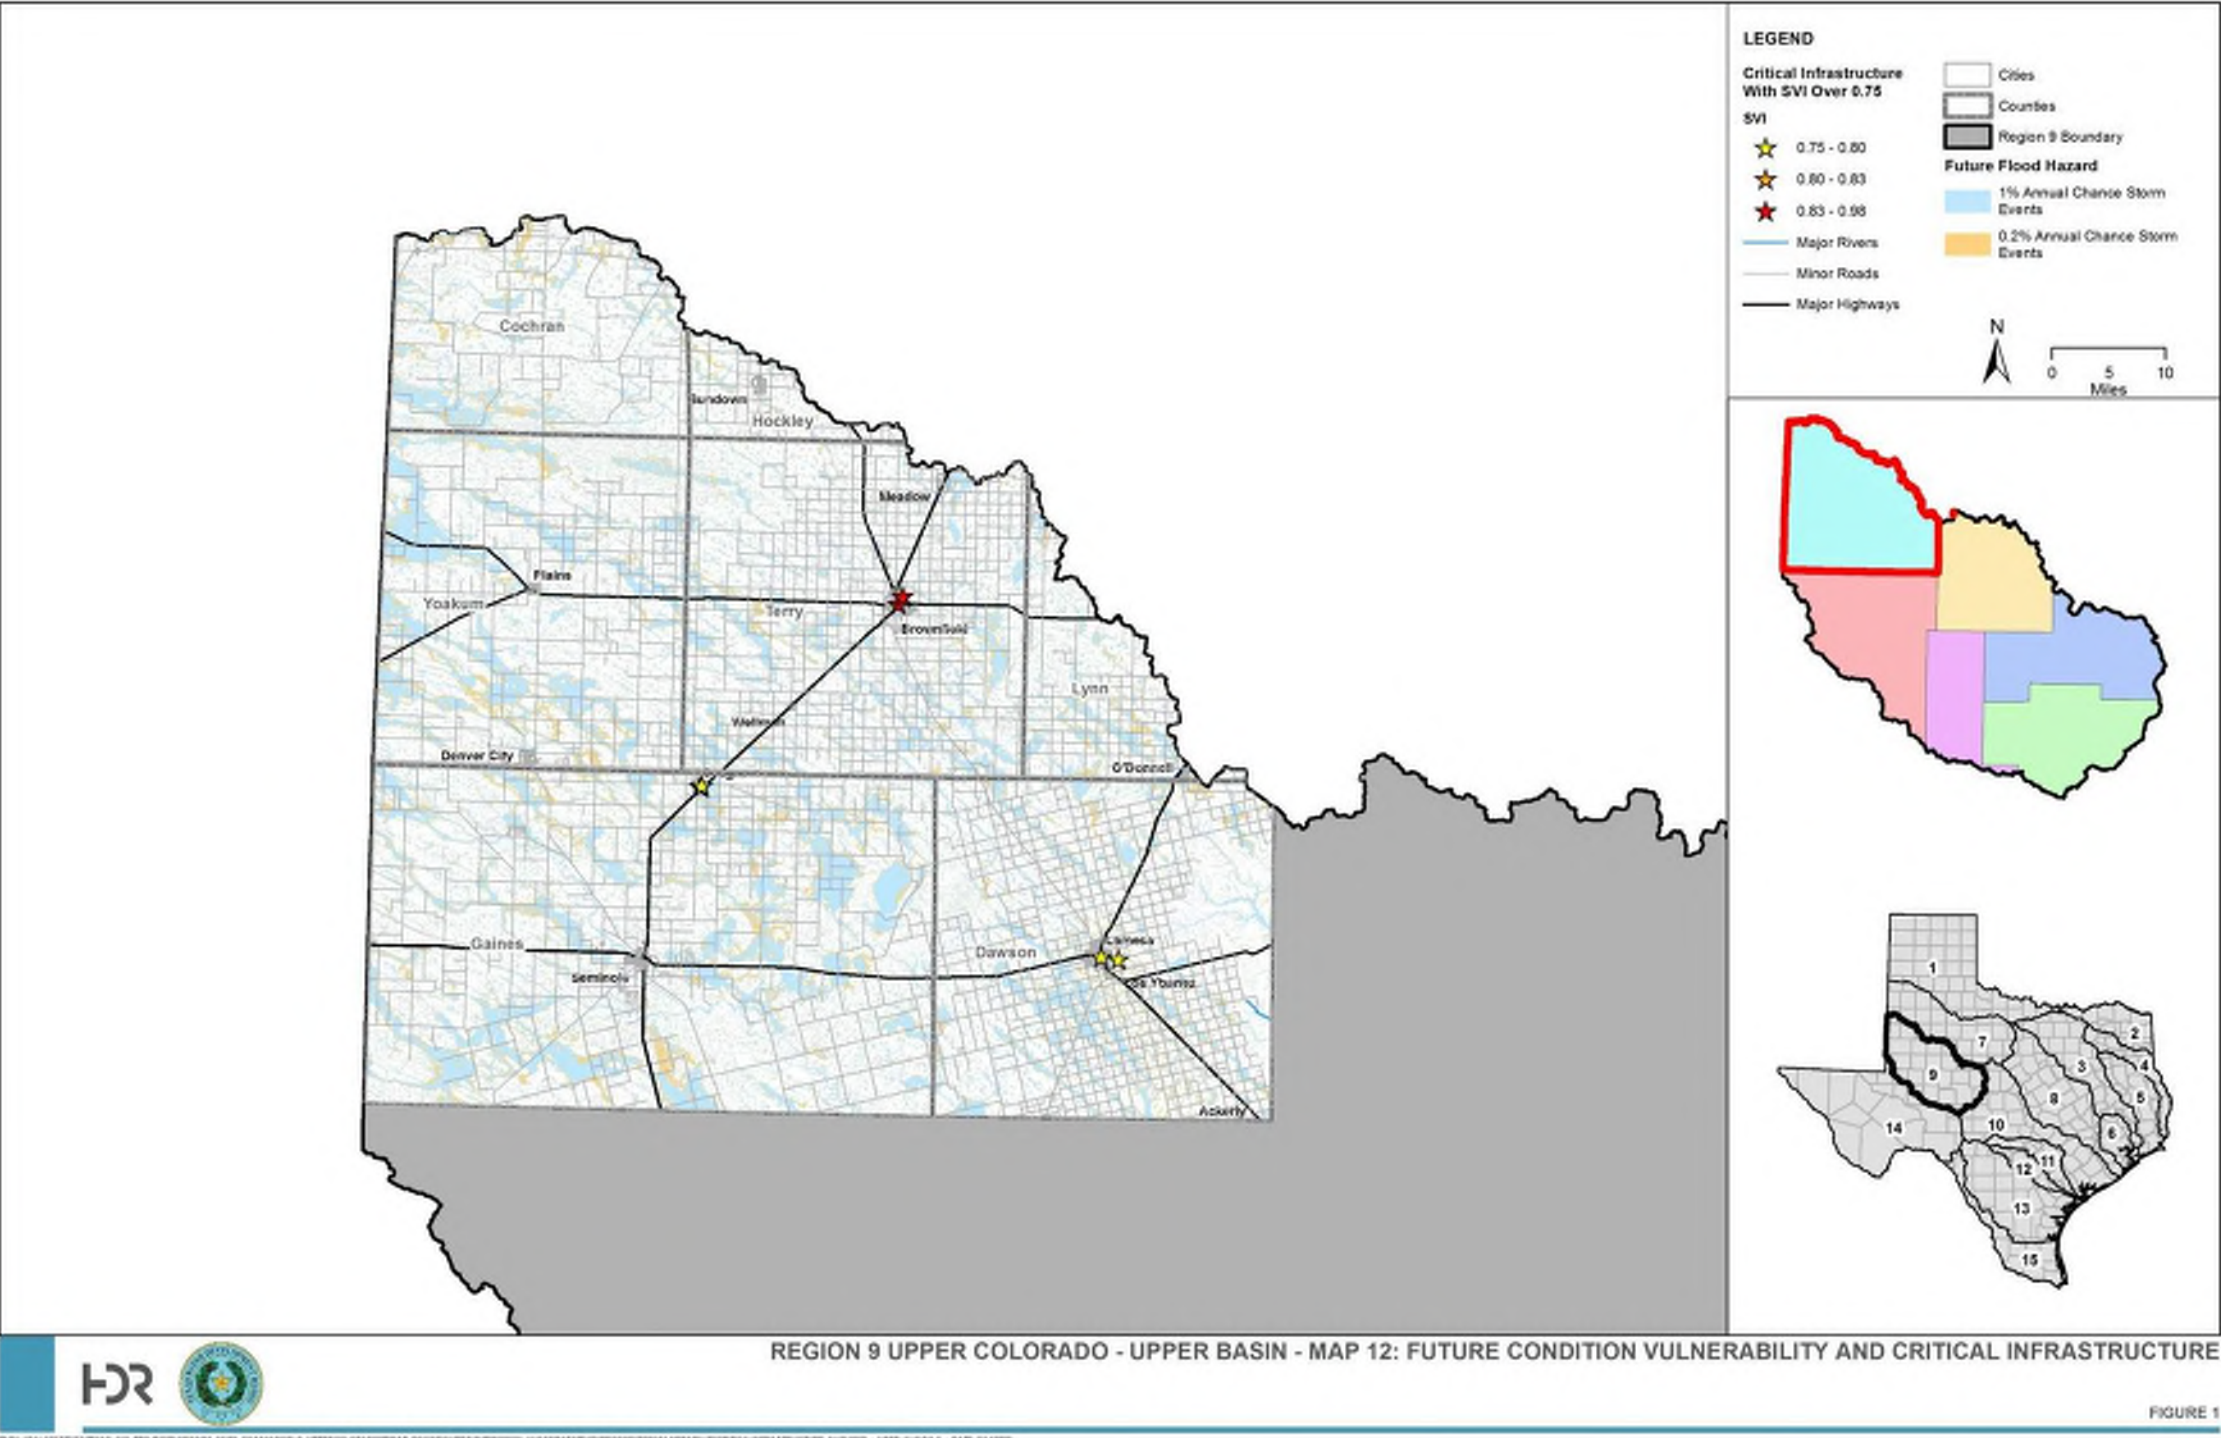 LEGEND
Critical Infrastructure
With SVI Over 0.75
SVI
0.75 - 0.80
0.80 - 0.83
0.83 - 0.98
Major Rivers
Minor Roads
Major Highways
Cities
Counties
Region 9 Boundary
Future Flood Hazard
1% Annual Chance Storm
Events
0.2% Annual Chance Storm
Events
N
0 5 10
Miles
Cochran
Sundown
Hockley
Meadow
Plains
Yoakum
Terry
Brownfield
Lynn
Wellman
Denver City
O'Donnell
Gaines
Dawson
Lamesa
Seminole
Los Ybanez
Ackerly
1
2
7
3
4
9
5
8
10
14
6
11
12
13
15
REGION 9 UPPER COLORADO - UPPER BASIN - MAP 12: FUTURE CONDITION VULNERABILITY AND CRITICAL INFRASTRUCTURE
HDR
FIGURE 1